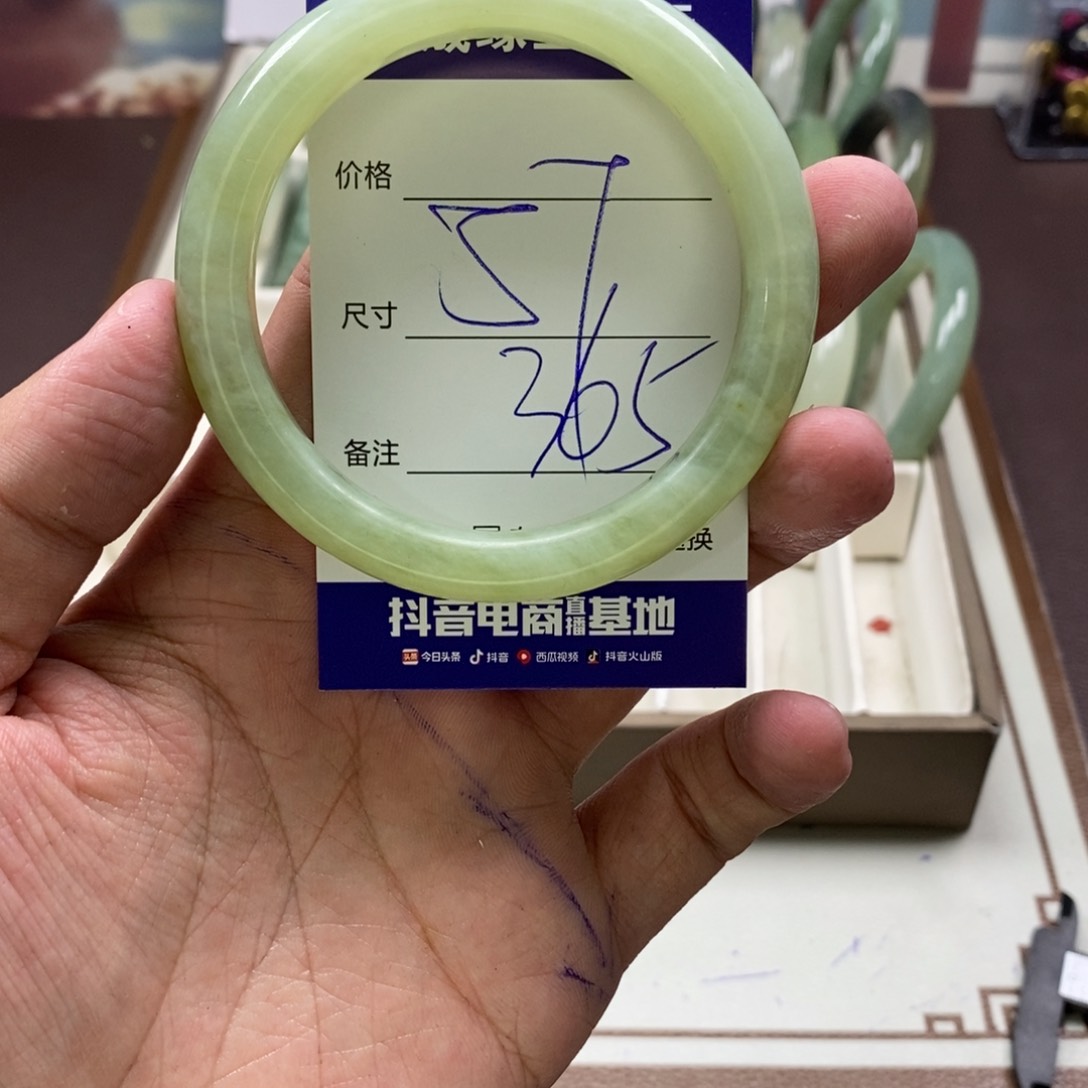 价格
57
尺寸
365
备注
换
抖音电商直播基地
今日头条 抖音 西瓜视频 抖音火山版